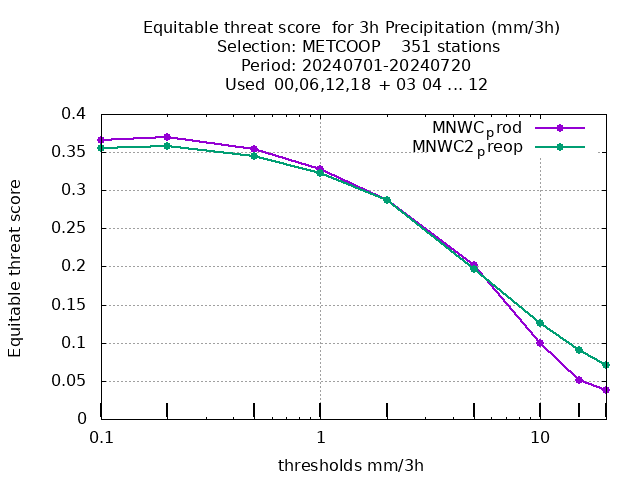 Equitable threat score  for 3h Precipitation (mm/3h)
Selection: METCOOP    351 stations
Period: 20240701-20240720
Used  00,06,12,18 + 03 04 ... 12
MNWCprod
MNWC2preop
0.4
0.35
0.3
0.25
0.2
0.15
0.1
0.05
0
Equitable threat score
0.1
1
10
thresholds mm/3h